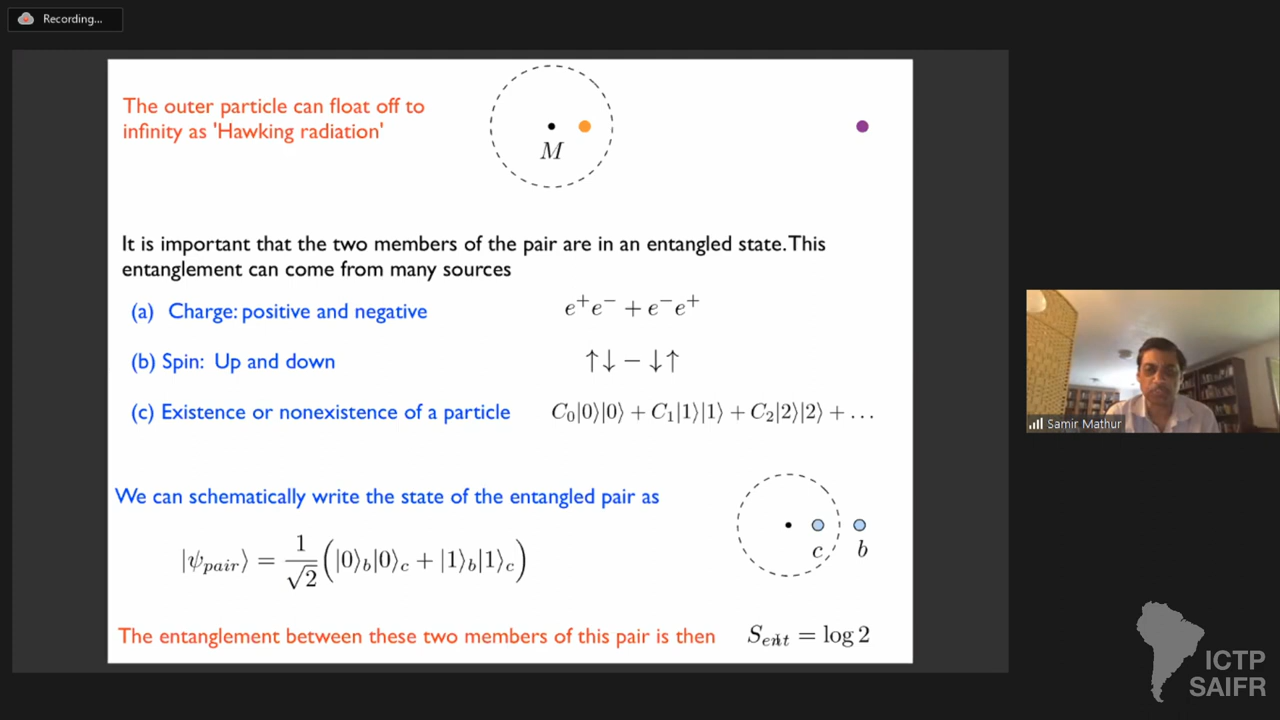 Recording...
The outer particle can float off to
infinity as 'Hawking radiation'
M
It is important that the two members of the pair are in an entangled state. This
entanglement can come from many sources
(a) Charge: positive and negative e⁺e⁻ + e⁻e⁺
(b) Spin: Up and down ↑↓ − ↓↑
(c) Existence or nonexistence of a particle C₀|0⟩|0⟩ + C₁|1⟩|1⟩ + C₂|2⟩|2⟩ + ...
We can schematically write the state of the entangled pair as
|ψ_pair⟩ = 1/√2 (|0⟩_b|0⟩_c + |1⟩_b|1⟩_c)
c b
The entanglement between these two members of this pair is then S_ent = log 2
Samir Mathur
ICTP
SAIFR